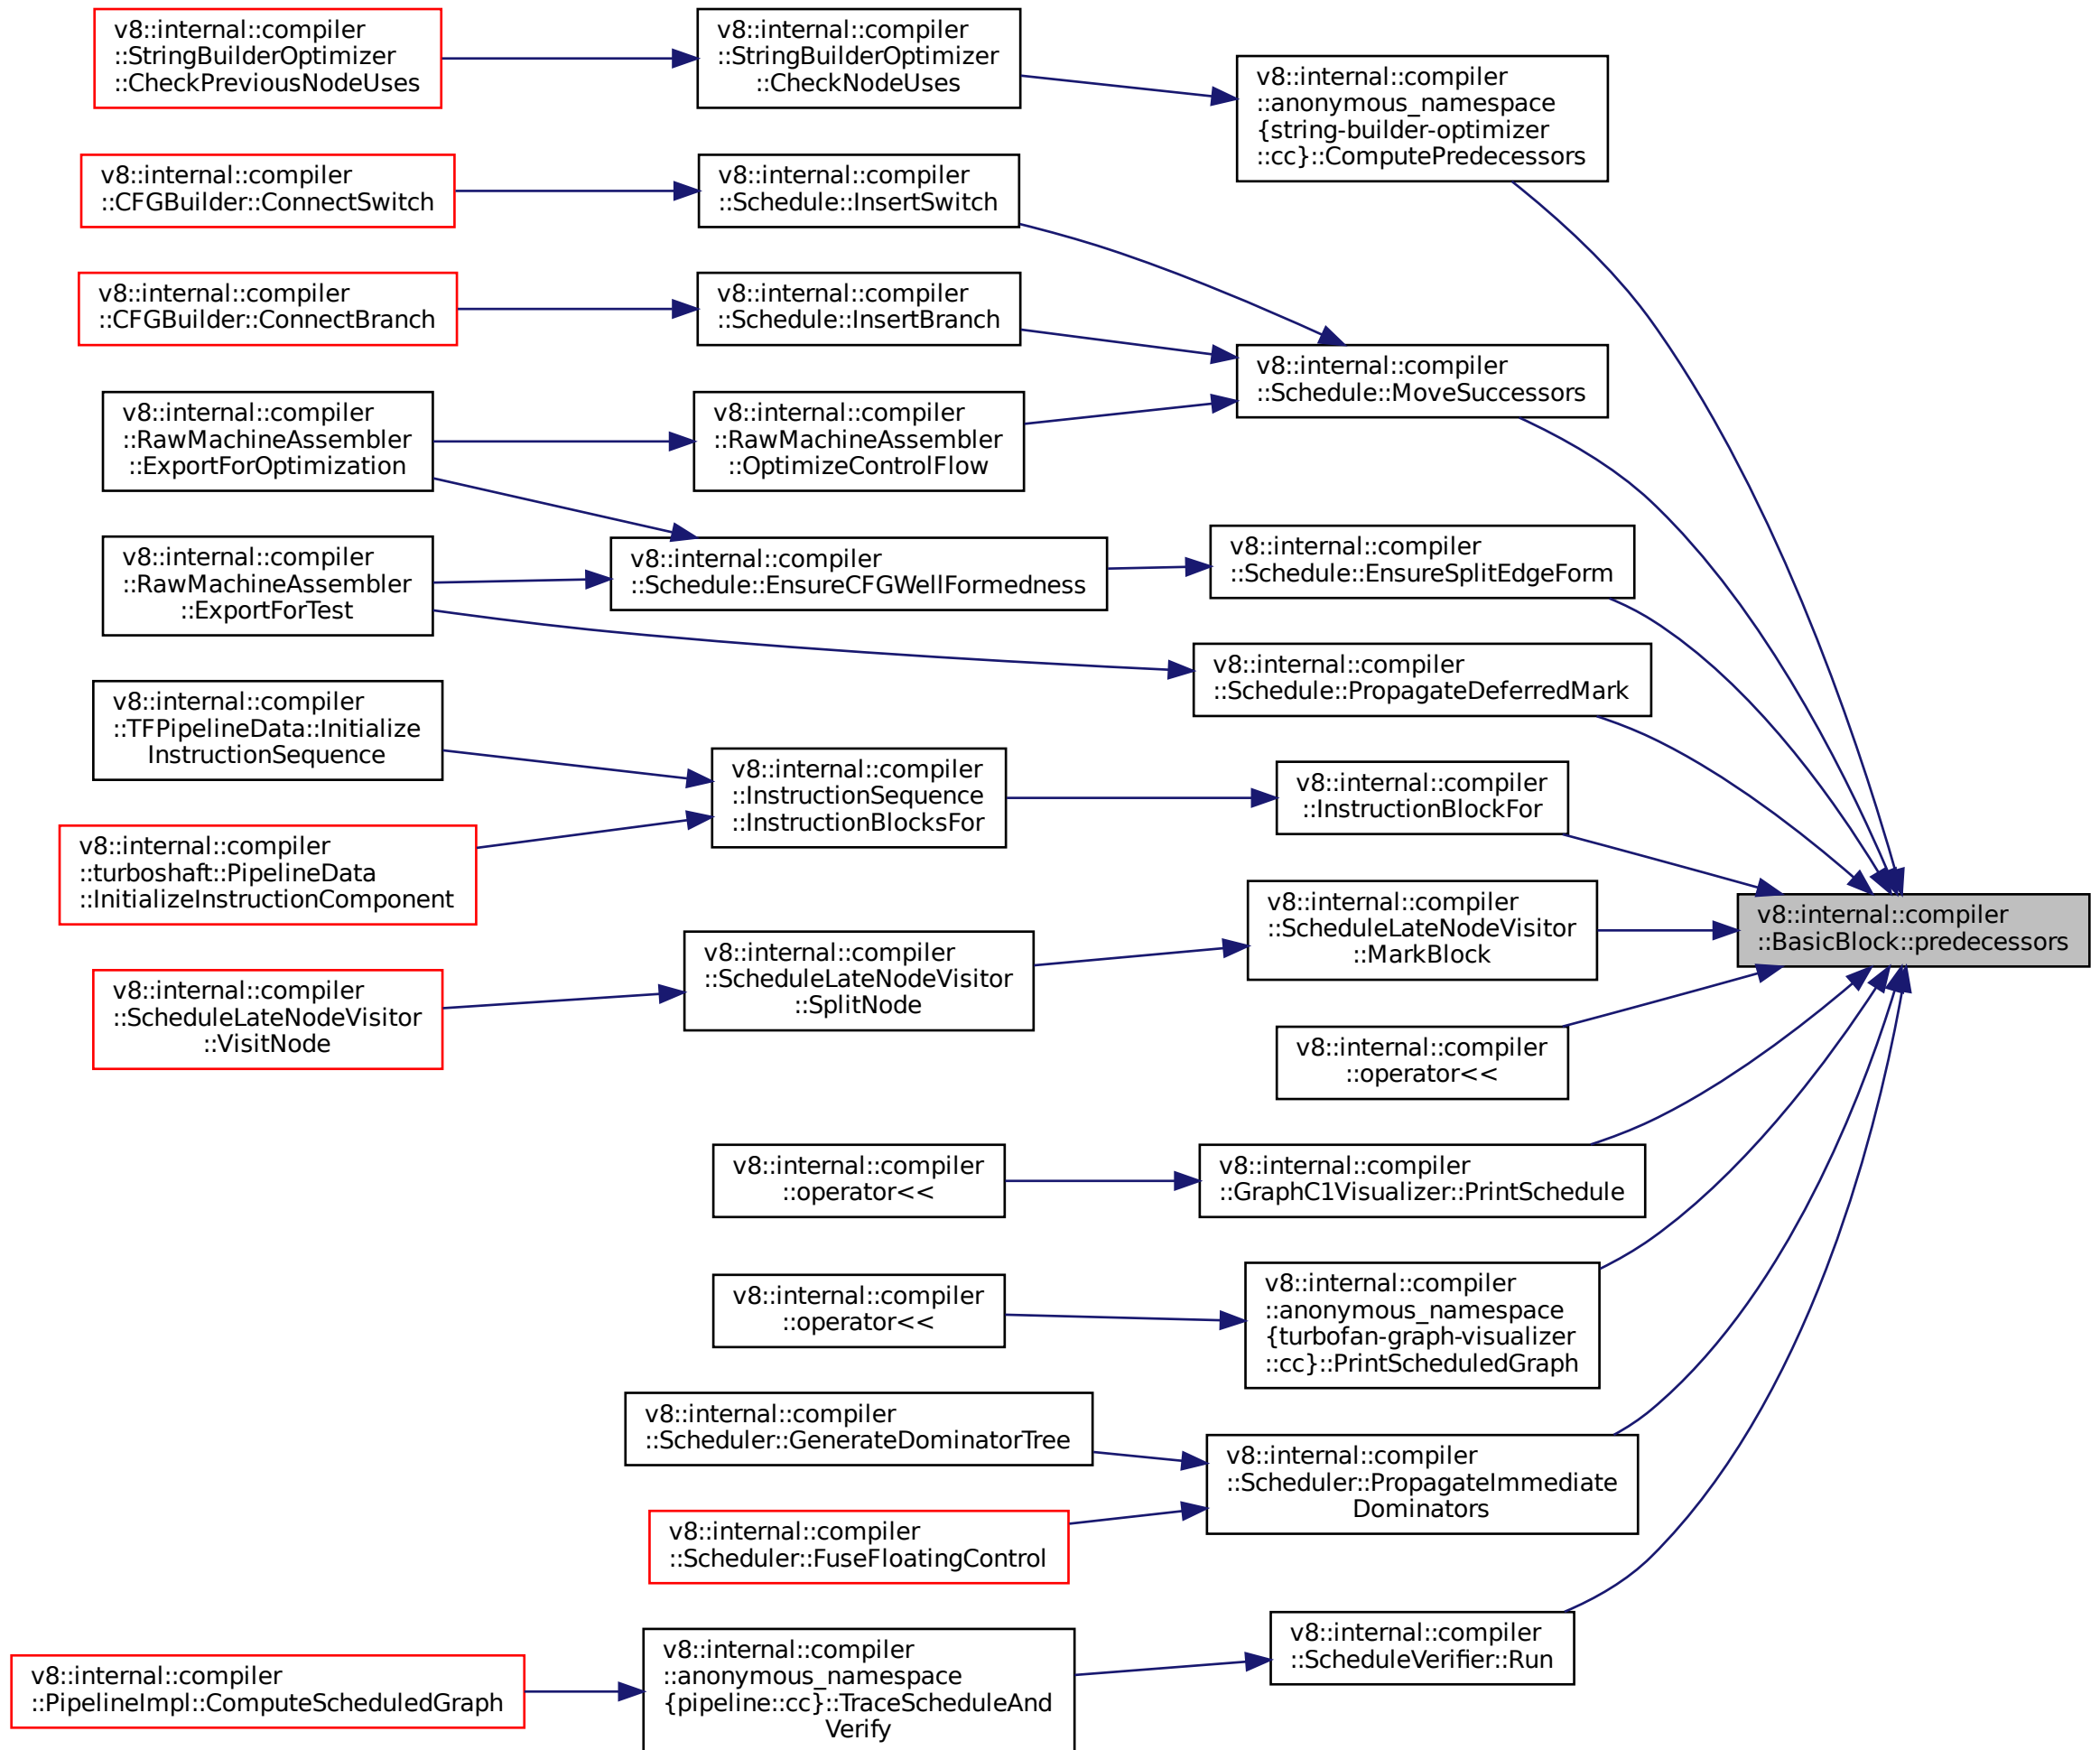 v8::internal::compiler
::StringBuilderOptimizer
::CheckPreviousNodeUses
v8::internal::compiler
::StringBuilderOptimizer
::CheckNodeUses
v8::internal::compiler
::anonymous_namespace
{string-builder-optimizer
::cc}::ComputePredecessors
v8::internal::compiler
::CFGBuilder::ConnectSwitch
v8::internal::compiler
::Schedule::InsertSwitch
v8::internal::compiler
::CFGBuilder::ConnectBranch
v8::internal::compiler
::Schedule::InsertBranch
v8::internal::compiler
::Schedule::MoveSuccessors
v8::internal::compiler
::RawMachineAssembler
::ExportForOptimization
v8::internal::compiler
::RawMachineAssembler
::OptimizeControlFlow
v8::internal::compiler
::RawMachineAssembler
::ExportForTest
v8::internal::compiler
::Schedule::EnsureCFGWellFormedness
v8::internal::compiler
::Schedule::EnsureSplitEdgeForm
v8::internal::compiler
::Schedule::PropagateDeferredMark
v8::internal::compiler
::TFPipelineData::Initialize
InstructionSequence
v8::internal::compiler
::InstructionSequence
::InstructionBlocksFor
v8::internal::compiler
::InstructionBlockFor
v8::internal::compiler
::turboshaft::PipelineData
::InitializeInstructionComponent
v8::internal::compiler
::ScheduleLateNodeVisitor
::MarkBlock
v8::internal::compiler
::BasicBlock::predecessors
v8::internal::compiler
::ScheduleLateNodeVisitor
::VisitNode
v8::internal::compiler
::ScheduleLateNodeVisitor
::SplitNode
v8::internal::compiler
::operator<<
v8::internal::compiler
::operator<<
v8::internal::compiler
::GraphC1Visualizer::PrintSchedule
v8::internal::compiler
::operator<<
v8::internal::compiler
::anonymous_namespace
{turbofan-graph-visualizer
::cc}::PrintScheduledGraph
v8::internal::compiler
::Scheduler::GenerateDominatorTree
v8::internal::compiler
::Scheduler::PropagateImmediate
Dominators
v8::internal::compiler
::Scheduler::FuseFloatingControl
v8::internal::compiler
::ScheduleVerifier::Run
v8::internal::compiler
::PipelineImpl::ComputeScheduledGraph
v8::internal::compiler
::anonymous_namespace
{pipeline::cc}::TraceScheduleAnd
Verify